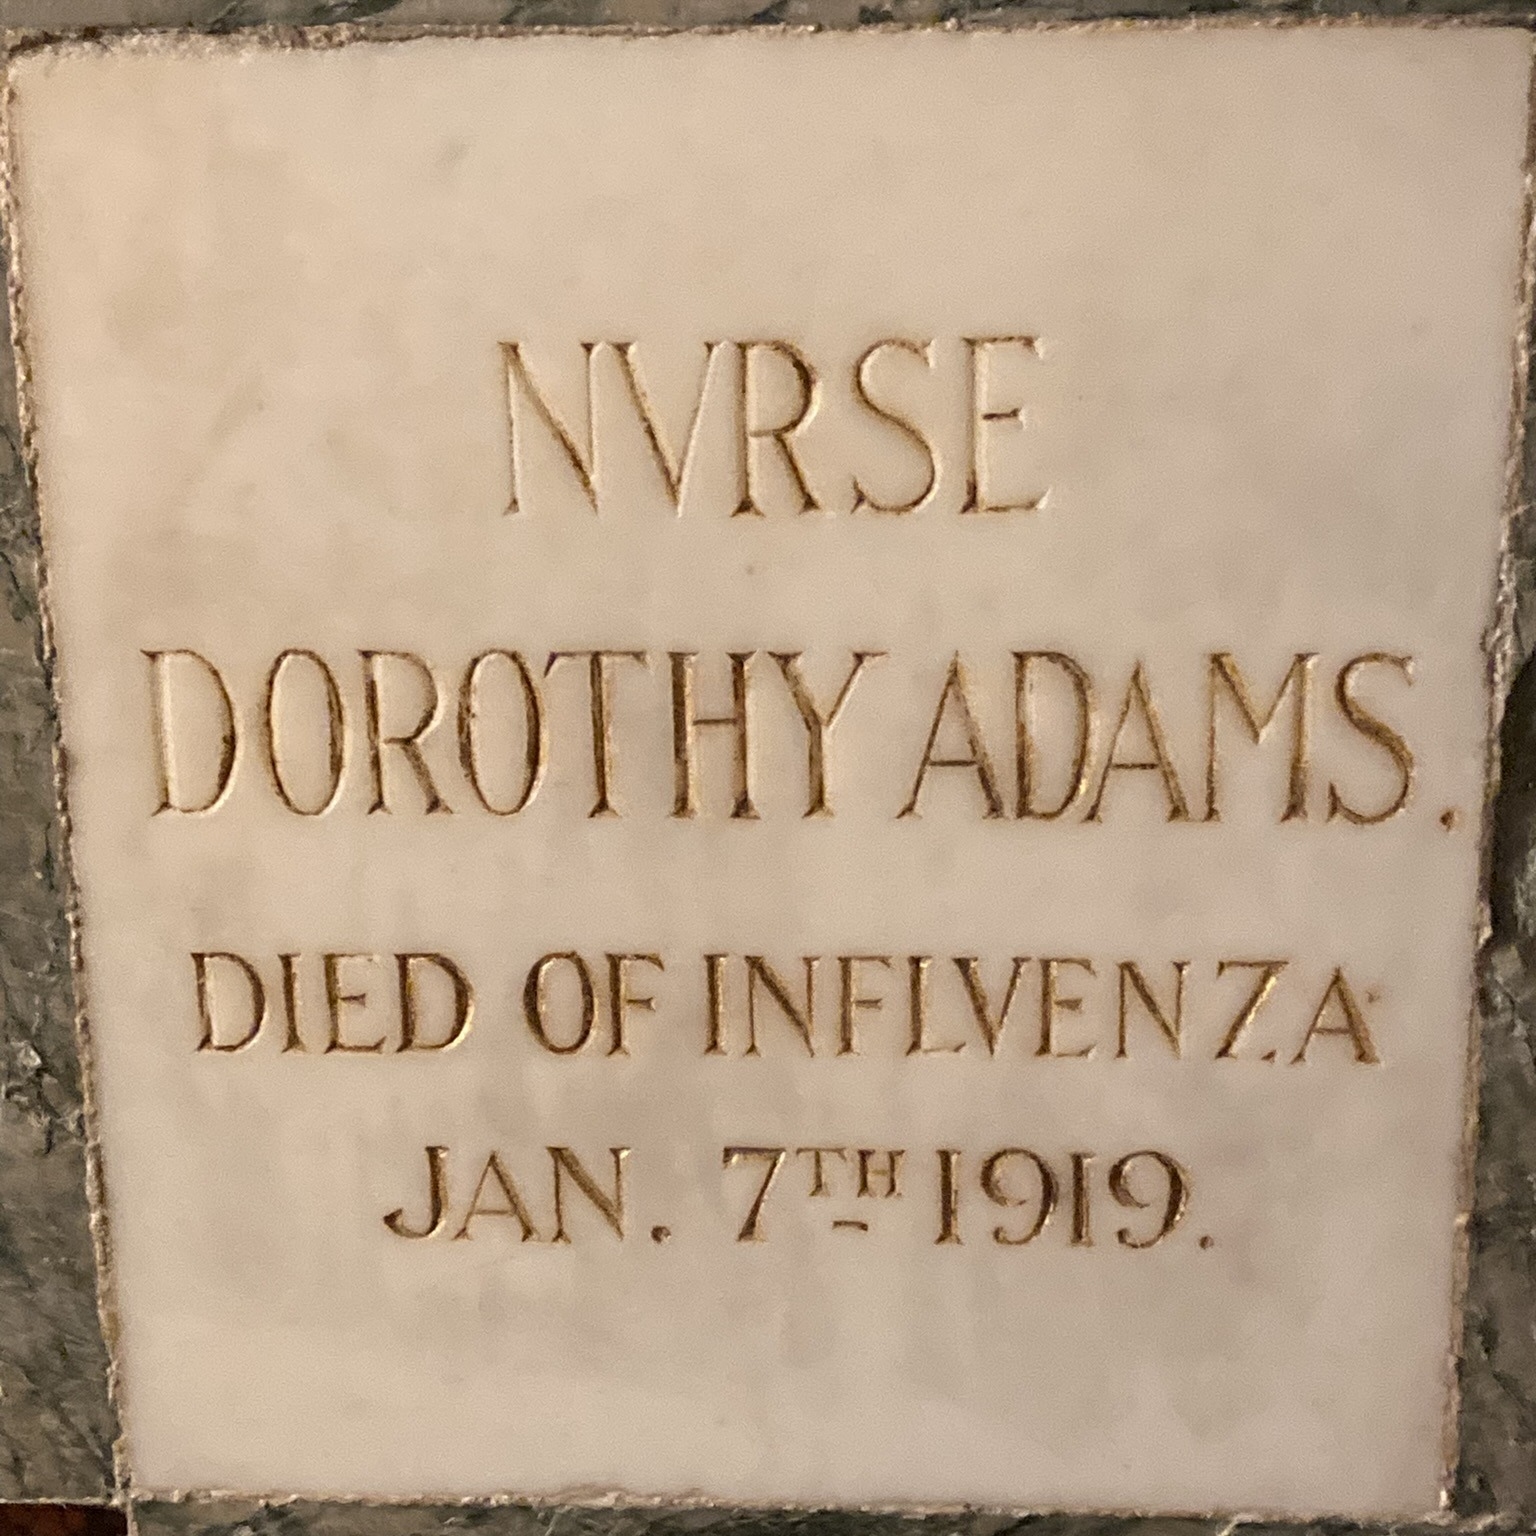 NVRSE
DOROTHY ADAMS.
DIED OF INFLVENZA
JAN. 7TH 1919.